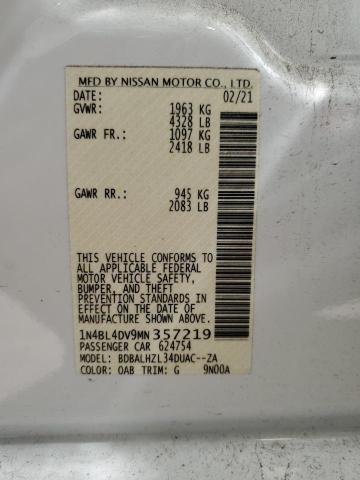 MFD BY NISSAN MOTOR CO., LTD.
DATE: 02/21
GVWR: 1963 KG
4328 LB
GAWR FR.: 1097 KG
2418 LB
GAWR RR.: 945 KG
2083 LB
THIS VEHICLE CONFORMS TO
ALL APPLICABLE FEDERAL
MOTOR VEHICLE SAFETY,
BUMPER, AND THEFT
PREVENTION STANDARDS IN
EFFECT ON THE DATE OF
MANUFACTURE SHOWN ABOVE.
1N4BL4DV9MN357219
PASSENGER CAR 624754
MODEL: BDBALHZL34DUAC--ZA
COLOR: QAB TRIM: G 9N00A